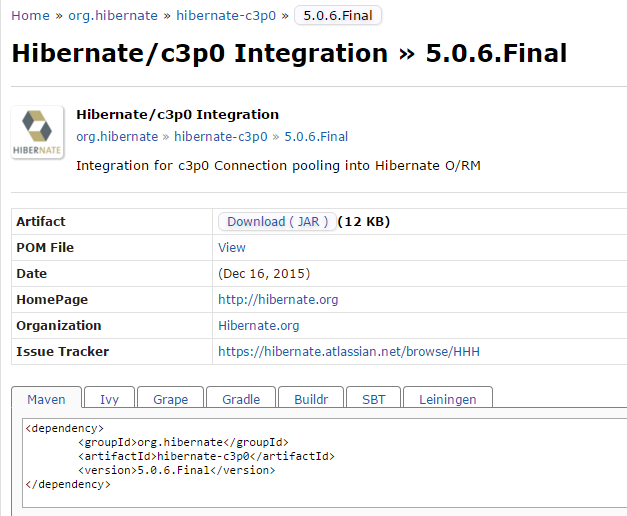 Home » org.hibernate » hibernate-c3p0 » 5.0.6.Final
Hibernate/c3p0 Integration » 5.0.6.Final
Hibernate/c3p0 Integration
org.hibernate » hibernate-c3p0 » 5.0.6.Final
HIBERNATE
Integration for c3p0 Connection pooling into Hibernate O/RM
Artifact Download ( JAR ) (12 KB)
POM File View
Date (Dec 16, 2015)
HomePage http://hibernate.org
Organization Hibernate.org
Issue Tracker https://hibernate.atlassian.net/browse/HHH
Maven Ivy Grape Gradle Buildr SBT Leiningen
<dependency>
<groupId>org.hibernate</groupId>
<artifactId>hibernate-c3p0</artifactId>
<version>5.0.6.Final</version>
</dependency>